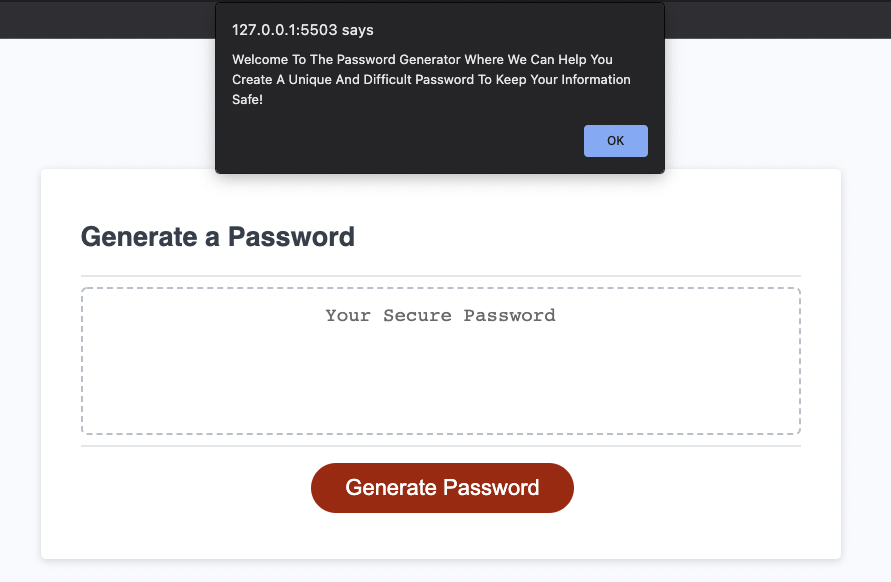 127.0.0.1:5503 says
Welcome To The Password Generator Where We Can Help You
Create A Unique And Difficult Password To Keep Your Information
Safe!
OK
Generate a Password
Your Secure Password
Generate Password